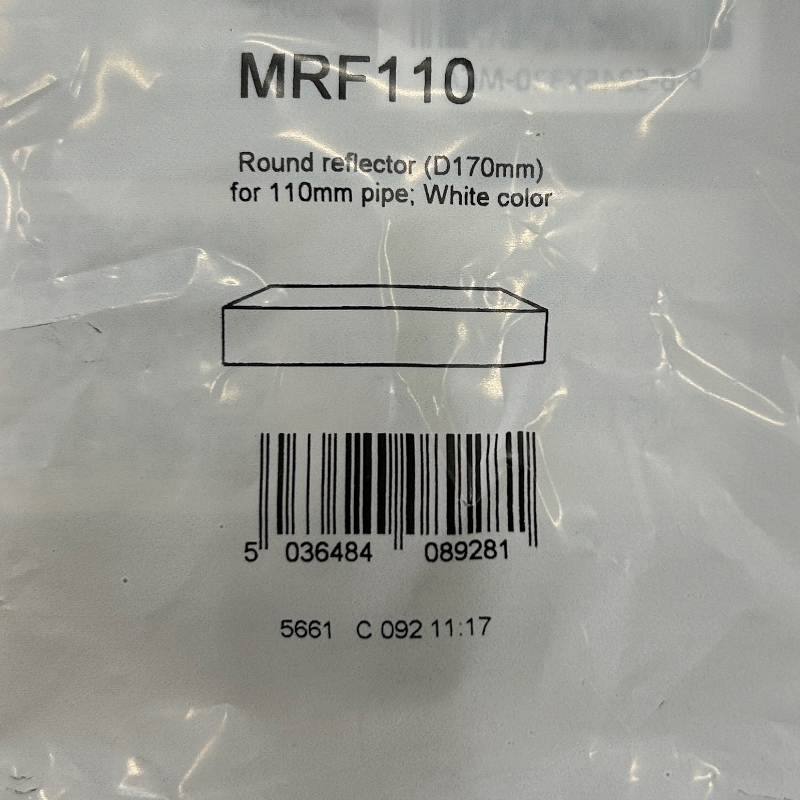 MRF110
Round reflector (D170mm)
for 110mm pipe; White color
5 036484 089281
5661 C 092 11:17